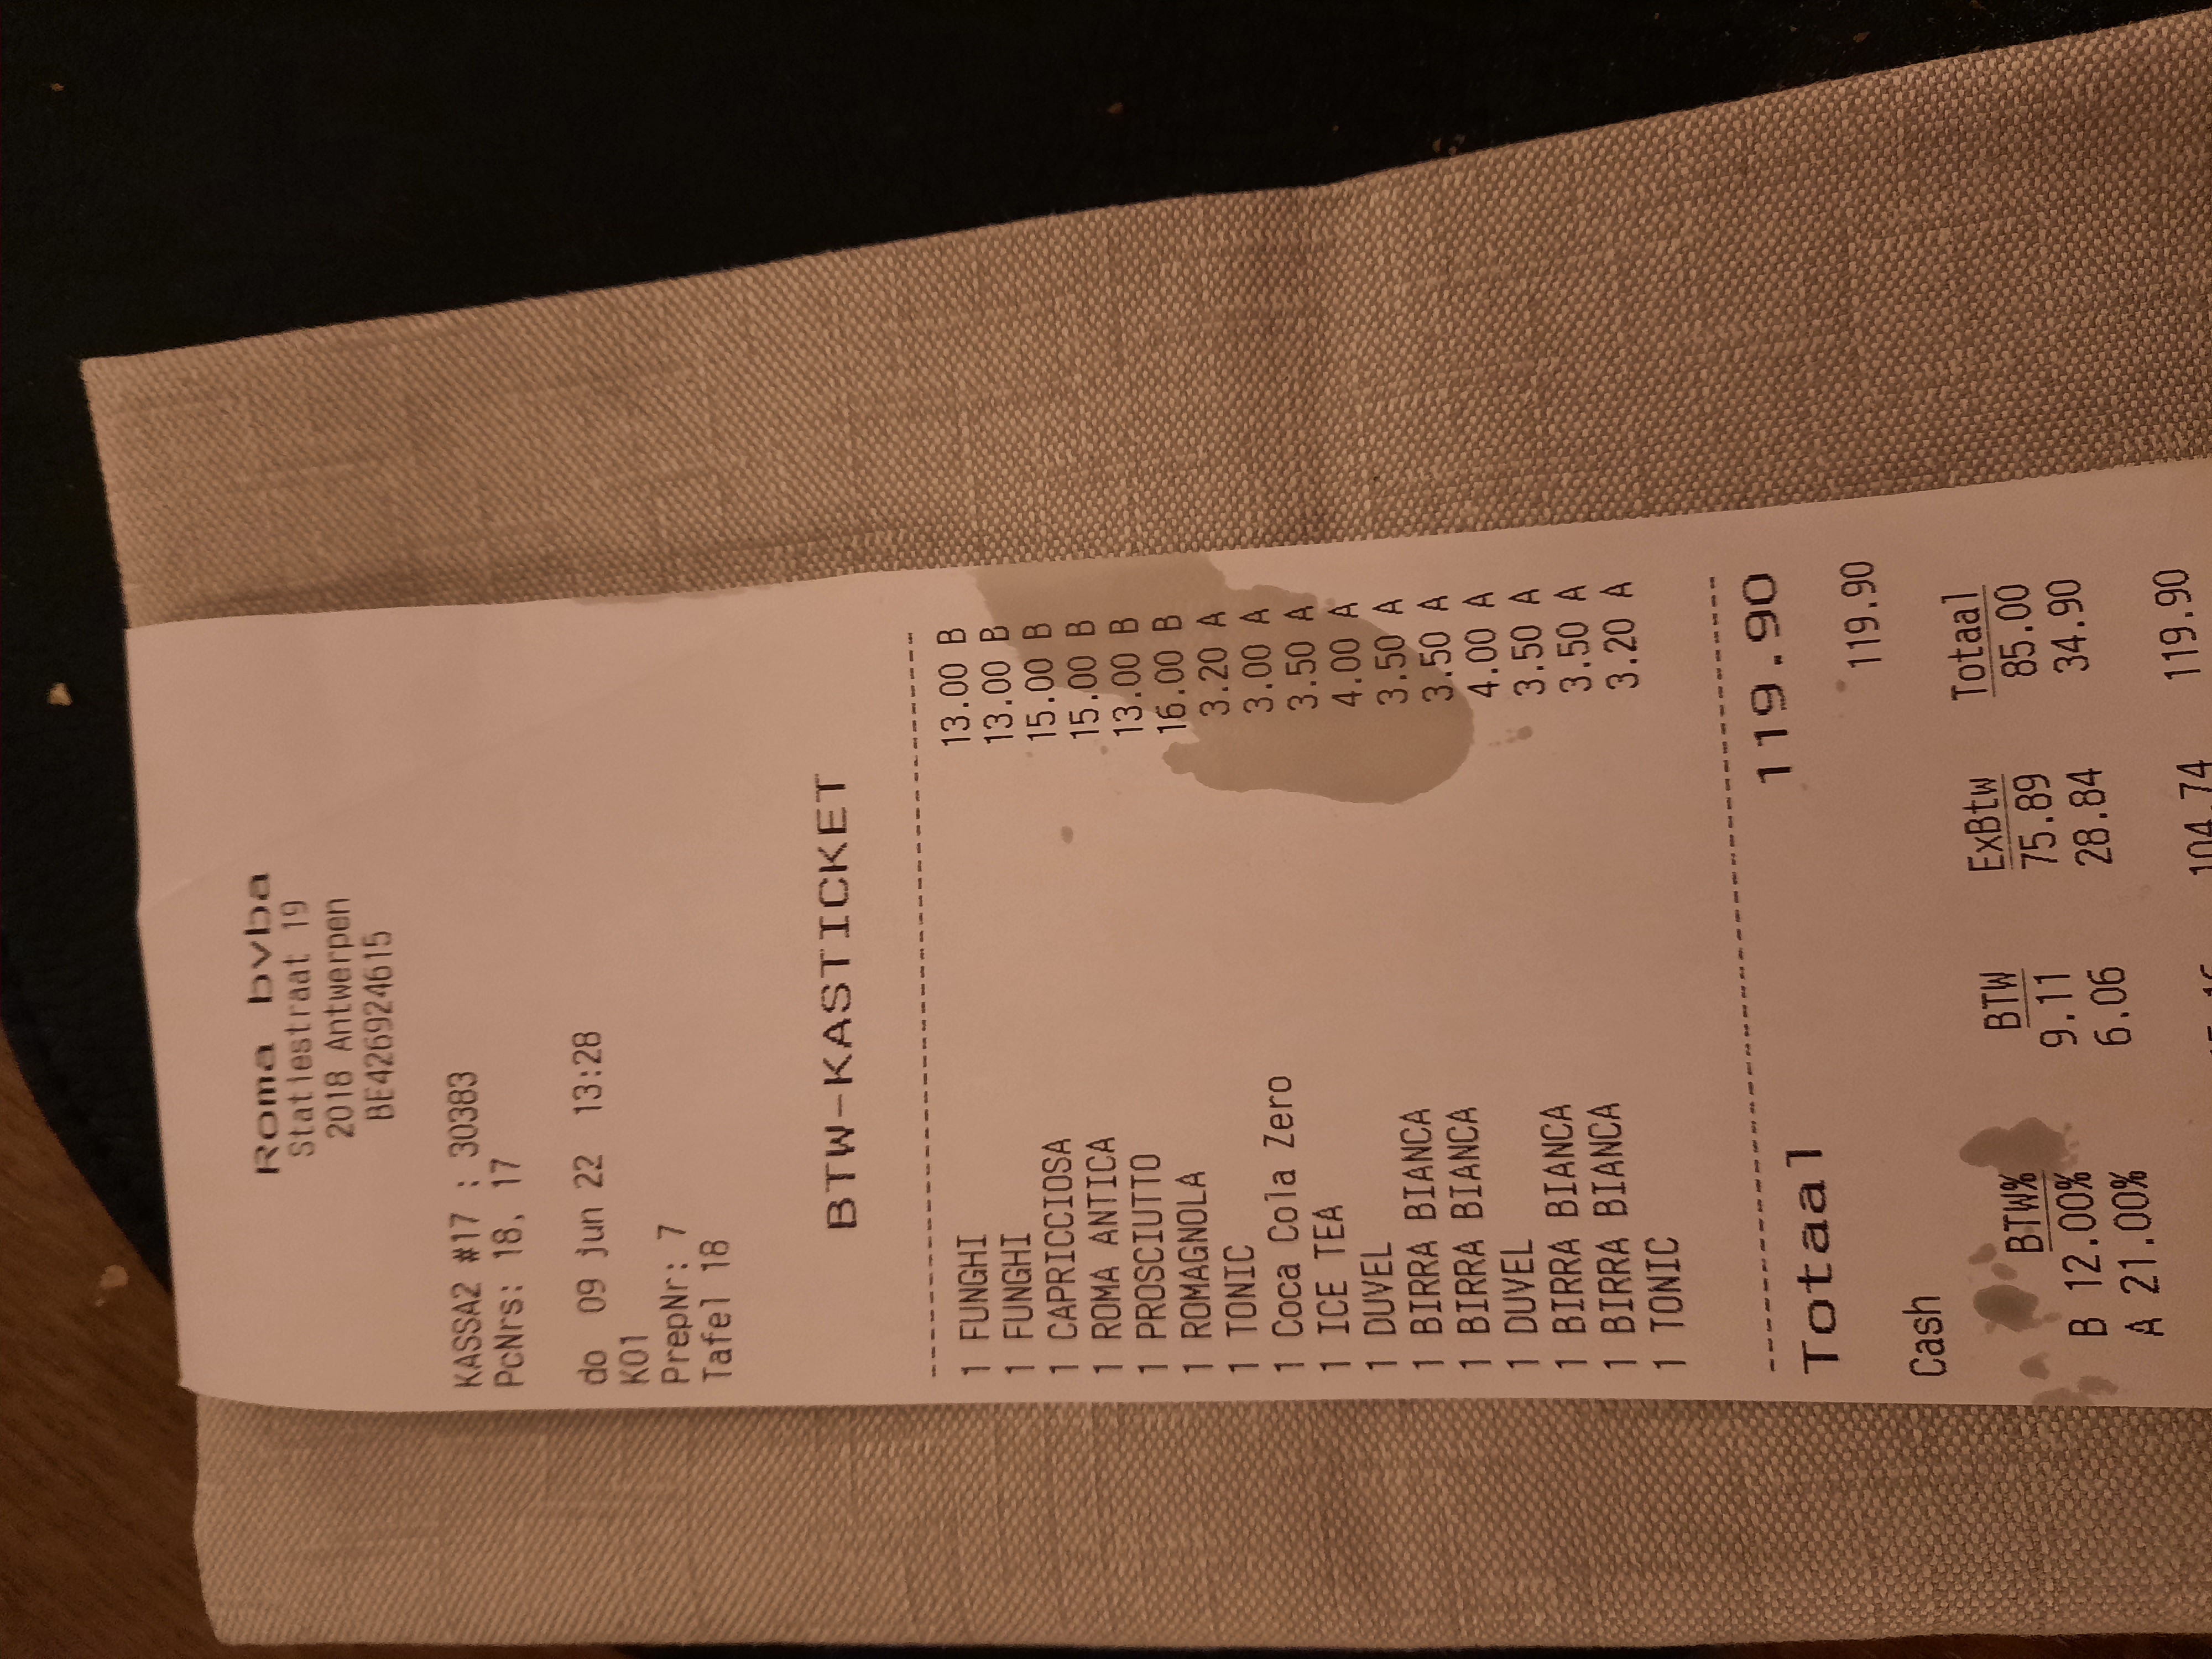 Roma bvba
Statiestraat 19
2018 Antwerpen
BE426924615
KASSA2 #17 : 30383
PcNrs: 18, 17
do 09 jun 22 13:28
K01
PrepNr: 7
Tafel 18
BTW-KASTICKET
1 FUNGHI 13.00 B
1 FUNGHI 13.00 B
1 CAPRICCIOSA 15.00 B
1 ROMA ANTICA 15.00 B
1 PROSCIUTTO 13.00 B
1 ROMAGNOLA 16.00 B
1 TONIC 3.20 A
1 Coca Cola Zero 3.00 A
1 ICE TEA 3.50 A
1 DUVEL 4.00 A
1 BIRRA BIANCA 3.50 A
1 BIRRA BIANCA 3.50 A
1 DUVEL 4.00 A
1 BIRRA BIANCA 3.50 A
1 BIRRA BIANCA 3.50 A
1 TONIC 3.20 A
Totaal 119.90
Cash 119.90
BTW% BTW ExBtw Totaal
B 12.00% 9.11 75.89 85.00
A 21.00% 6.06 28.84 34.90
104.74 119.90